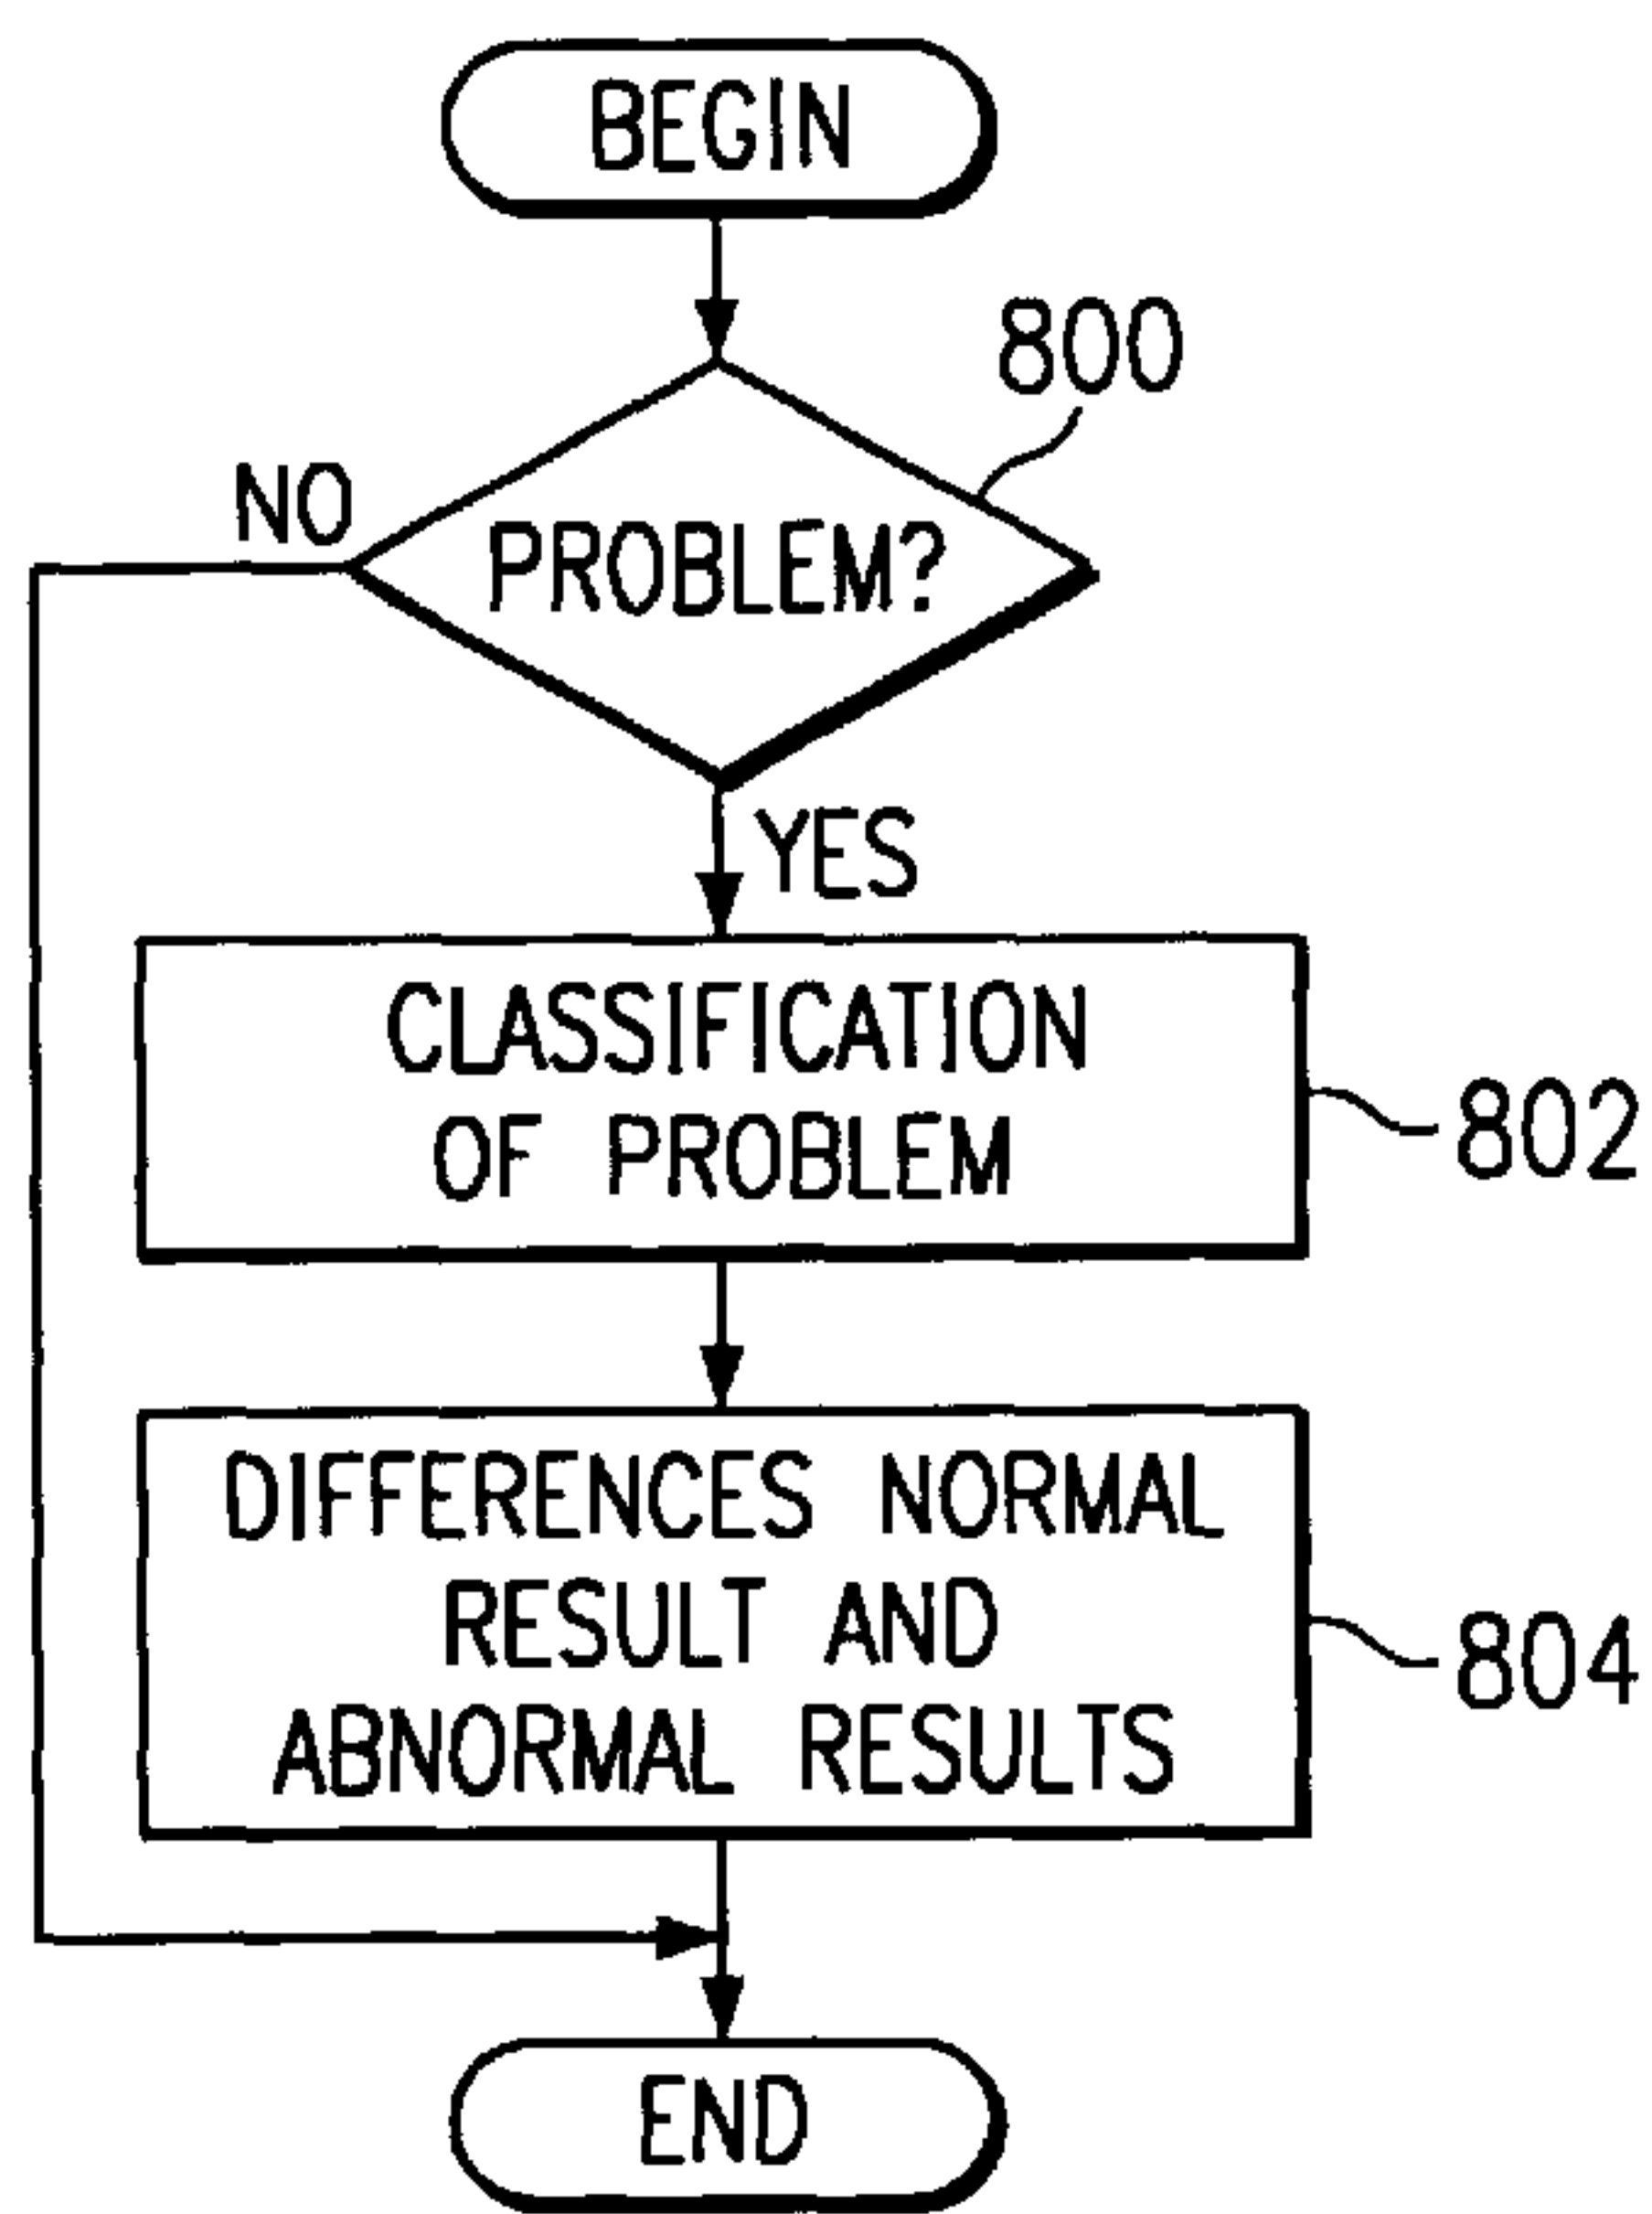 BEGIN
800
NO
PROBLEM?
YES
CLASSIFICATION
OF PROBLEM
802
DIFFERENCES NORMAL
RESULT AND
ABNORMAL RESULTS
804
END